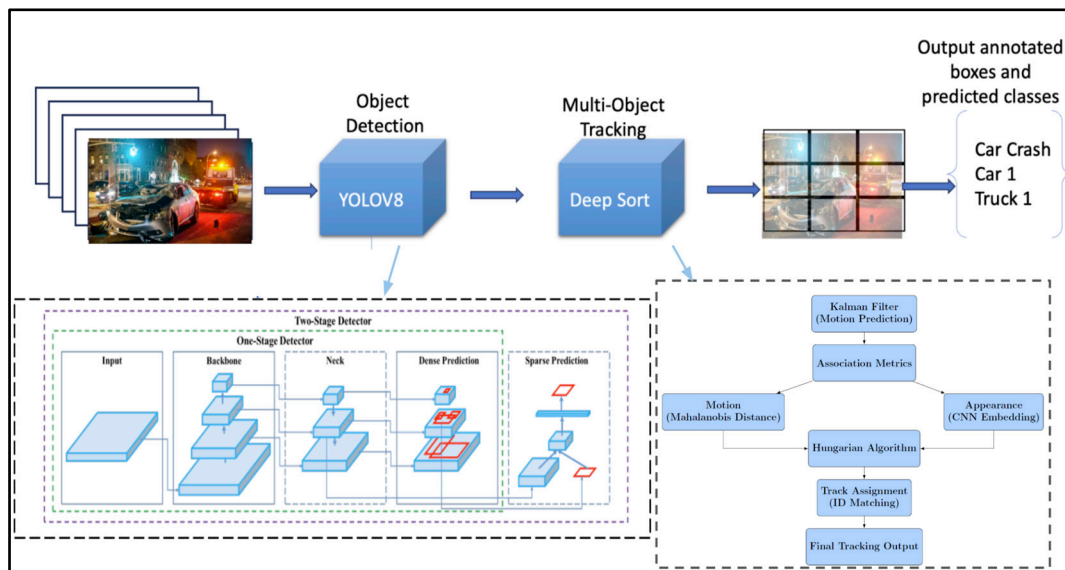 Object
Detection
YOLOV8
Multi-Object
Tracking
Deep Sort
Output annotated
boxes and
predicted classes
Car Crash
Car 1
Truck 1
Two-Stage Detector
One-Stage Detector
Input
Backbone
Neck
Dense Prediction
Sparse Prediction
Kalman Filter
(Motion Prediction)
Association Metrics
Motion
(Mahalanobis Distance)
Appearance
(CNN Embedding)
Hungarian Algorithm
Track Assignment
(ID Matching)
Final Tracking Output